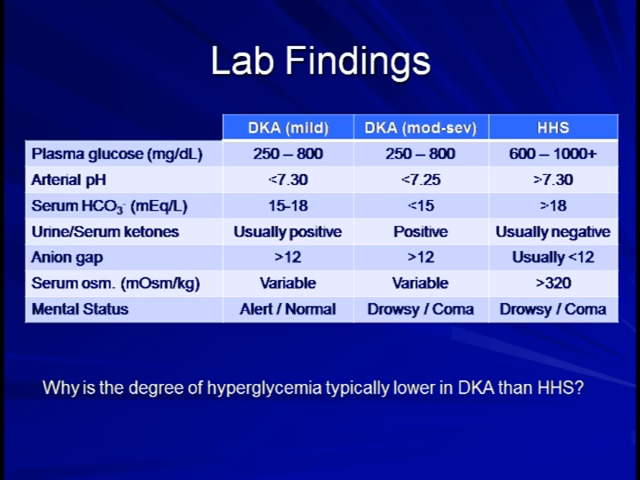 Lab Findings
DKA (mild) DKA (mod-sev) HHS
Plasma glucose (mg/dL) 250 – 800 250 – 800 600 – 1000+
Arterial pH <7.30 <7.25 >7.30
Serum HCO3- (mEq/L) 15-18 <15 >18
Urine/Serum ketones Usually positive Positive Usually negative
Anion gap >12 >12 Usually <12
Serum osm. (mOsm/kg) Variable Variable >320
Mental Status Alert / Normal Drowsy / Coma Drowsy / Coma
Why is the degree of hyperglycemia typically lower in DKA than HHS?